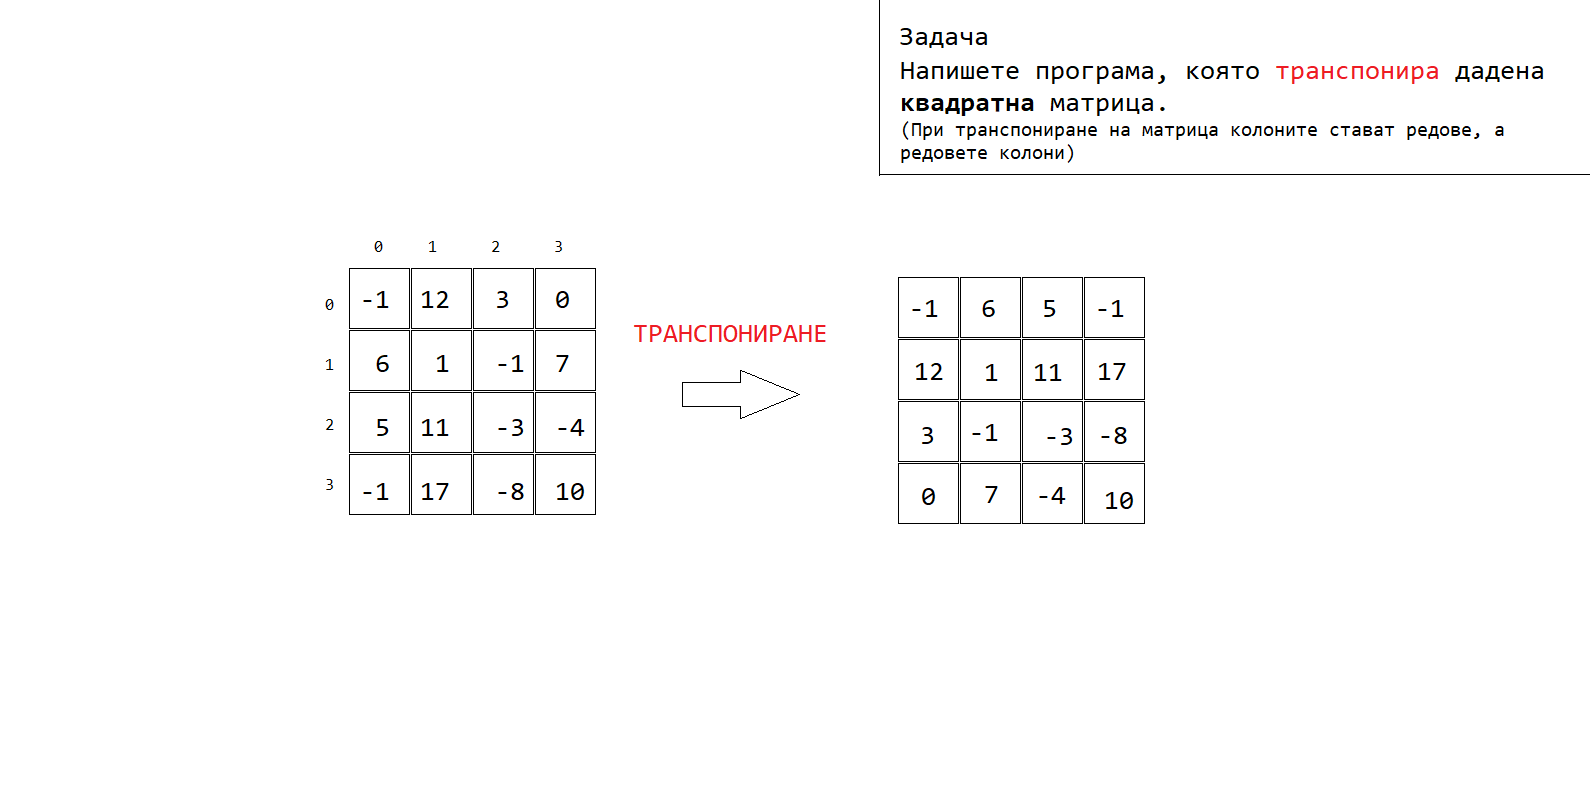 Задача
Напишете програма, която транспонира дадена
квадратна матрица.
(При транспониране на матрица колоните стават редове, а
редовете колони)
0 1 2 3
0 -1 12 3 0
1 6 1 -1 7
2 5 11 -3 -4
3 -1 17 -8 10
ТРАНСПОНИРАНЕ
-1 6 5 -1
12 1 11 17
3 -1 -3 -8
0 7 -4 10